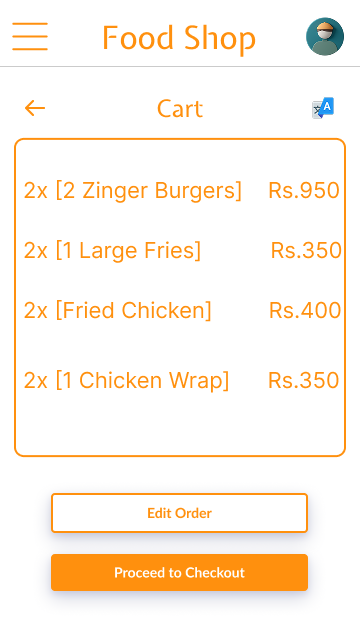 Food Shop
Cart
A
2x [2 Zinger Burgers] Rs.950
2x [1 Large Fries] Rs.350
2x [Fried Chicken] Rs.400
2x [1 Chicken Wrap] Rs.350
Edit Order
Proceed to Checkout